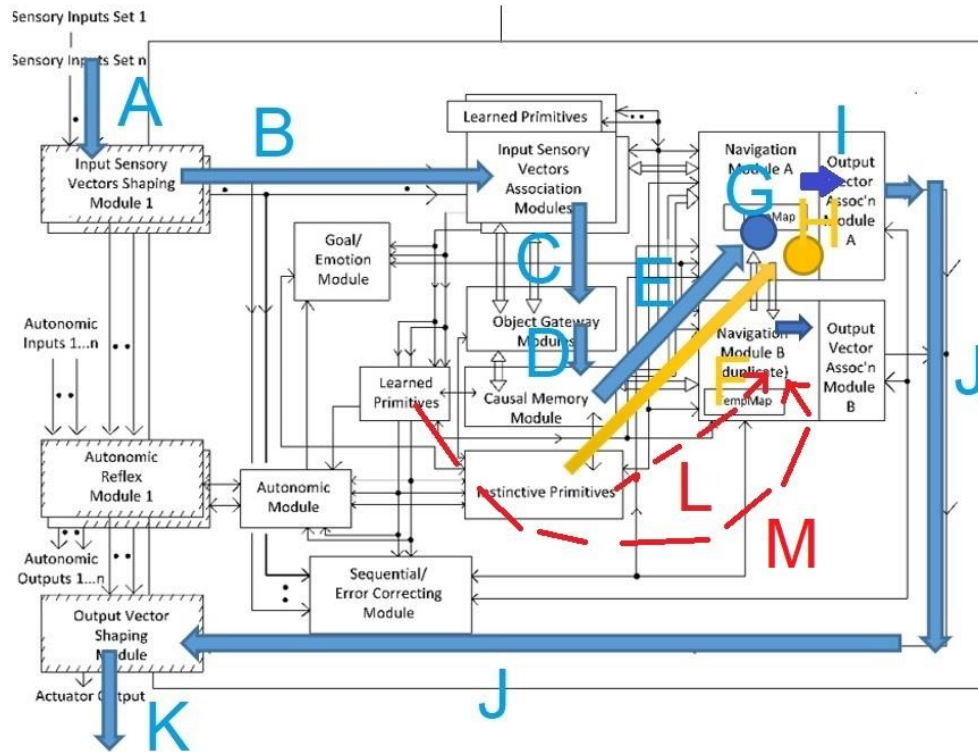 Sensory Inputs Set 1
Sensory Inputs Set n
A
B
Input Sensory
Vectors Shaping
Module 1
Learned Primitives
Input Sensory
Vectors Association
Modules
Navigation
Module A
G
I
Output
Vector
Assoc'n
Module
A
H
Goal/
Emotion
Module
C
E
Object Gateway
Modules
D
Navigation
Module B
(duplicate)
TempMap
F
Output
Vector
Assoc'n
Module
B
J
Autonomic
Inputs 1...n
Learned
Primitives
Causal Memory
Module
Autonomic
Reflex
Module 1
Autonomic
Module
Instinctive Primitives
L
M
Autonomic
Outputs 1...n
Sequential/
Error Correcting
Module
Output Vector
Shaping
Module
Actuator Output
K
J